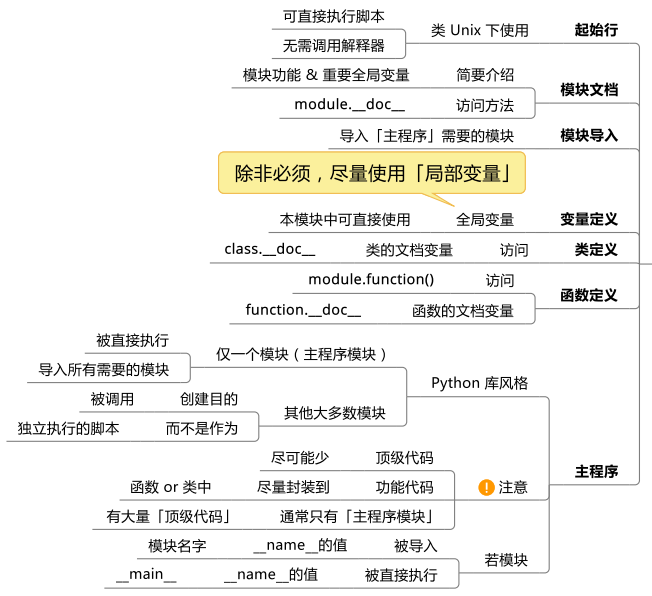 起始行
类 Unix 下使用
可直接执行脚本
无需调用解释器
模块文档
简要介绍
模块功能 & 重要全局变量
访问方法
module.__doc__
模块导入
导入「主程序」需要的模块
除非必须，尽量使用「局部变量」
变量定义
全局变量
本模块中可直接使用
类定义
访问
类的文档变量
class.__doc__
函数定义
访问
module.function()
函数的文档变量
function.__doc__
主程序
Python 库风格
仅一个模块（主程序模块）
被直接执行
导入所有需要的模块
其他大多数模块
创建目的
被调用
而不是作为
独立执行的脚本
注意
顶级代码
尽可能少
功能代码
尽量封装到
函数 or 类中
通常只有「主程序模块」
有大量「顶级代码」
若模块
被导入
__name__的值
模块名字
被直接执行
__name__的值
__main__